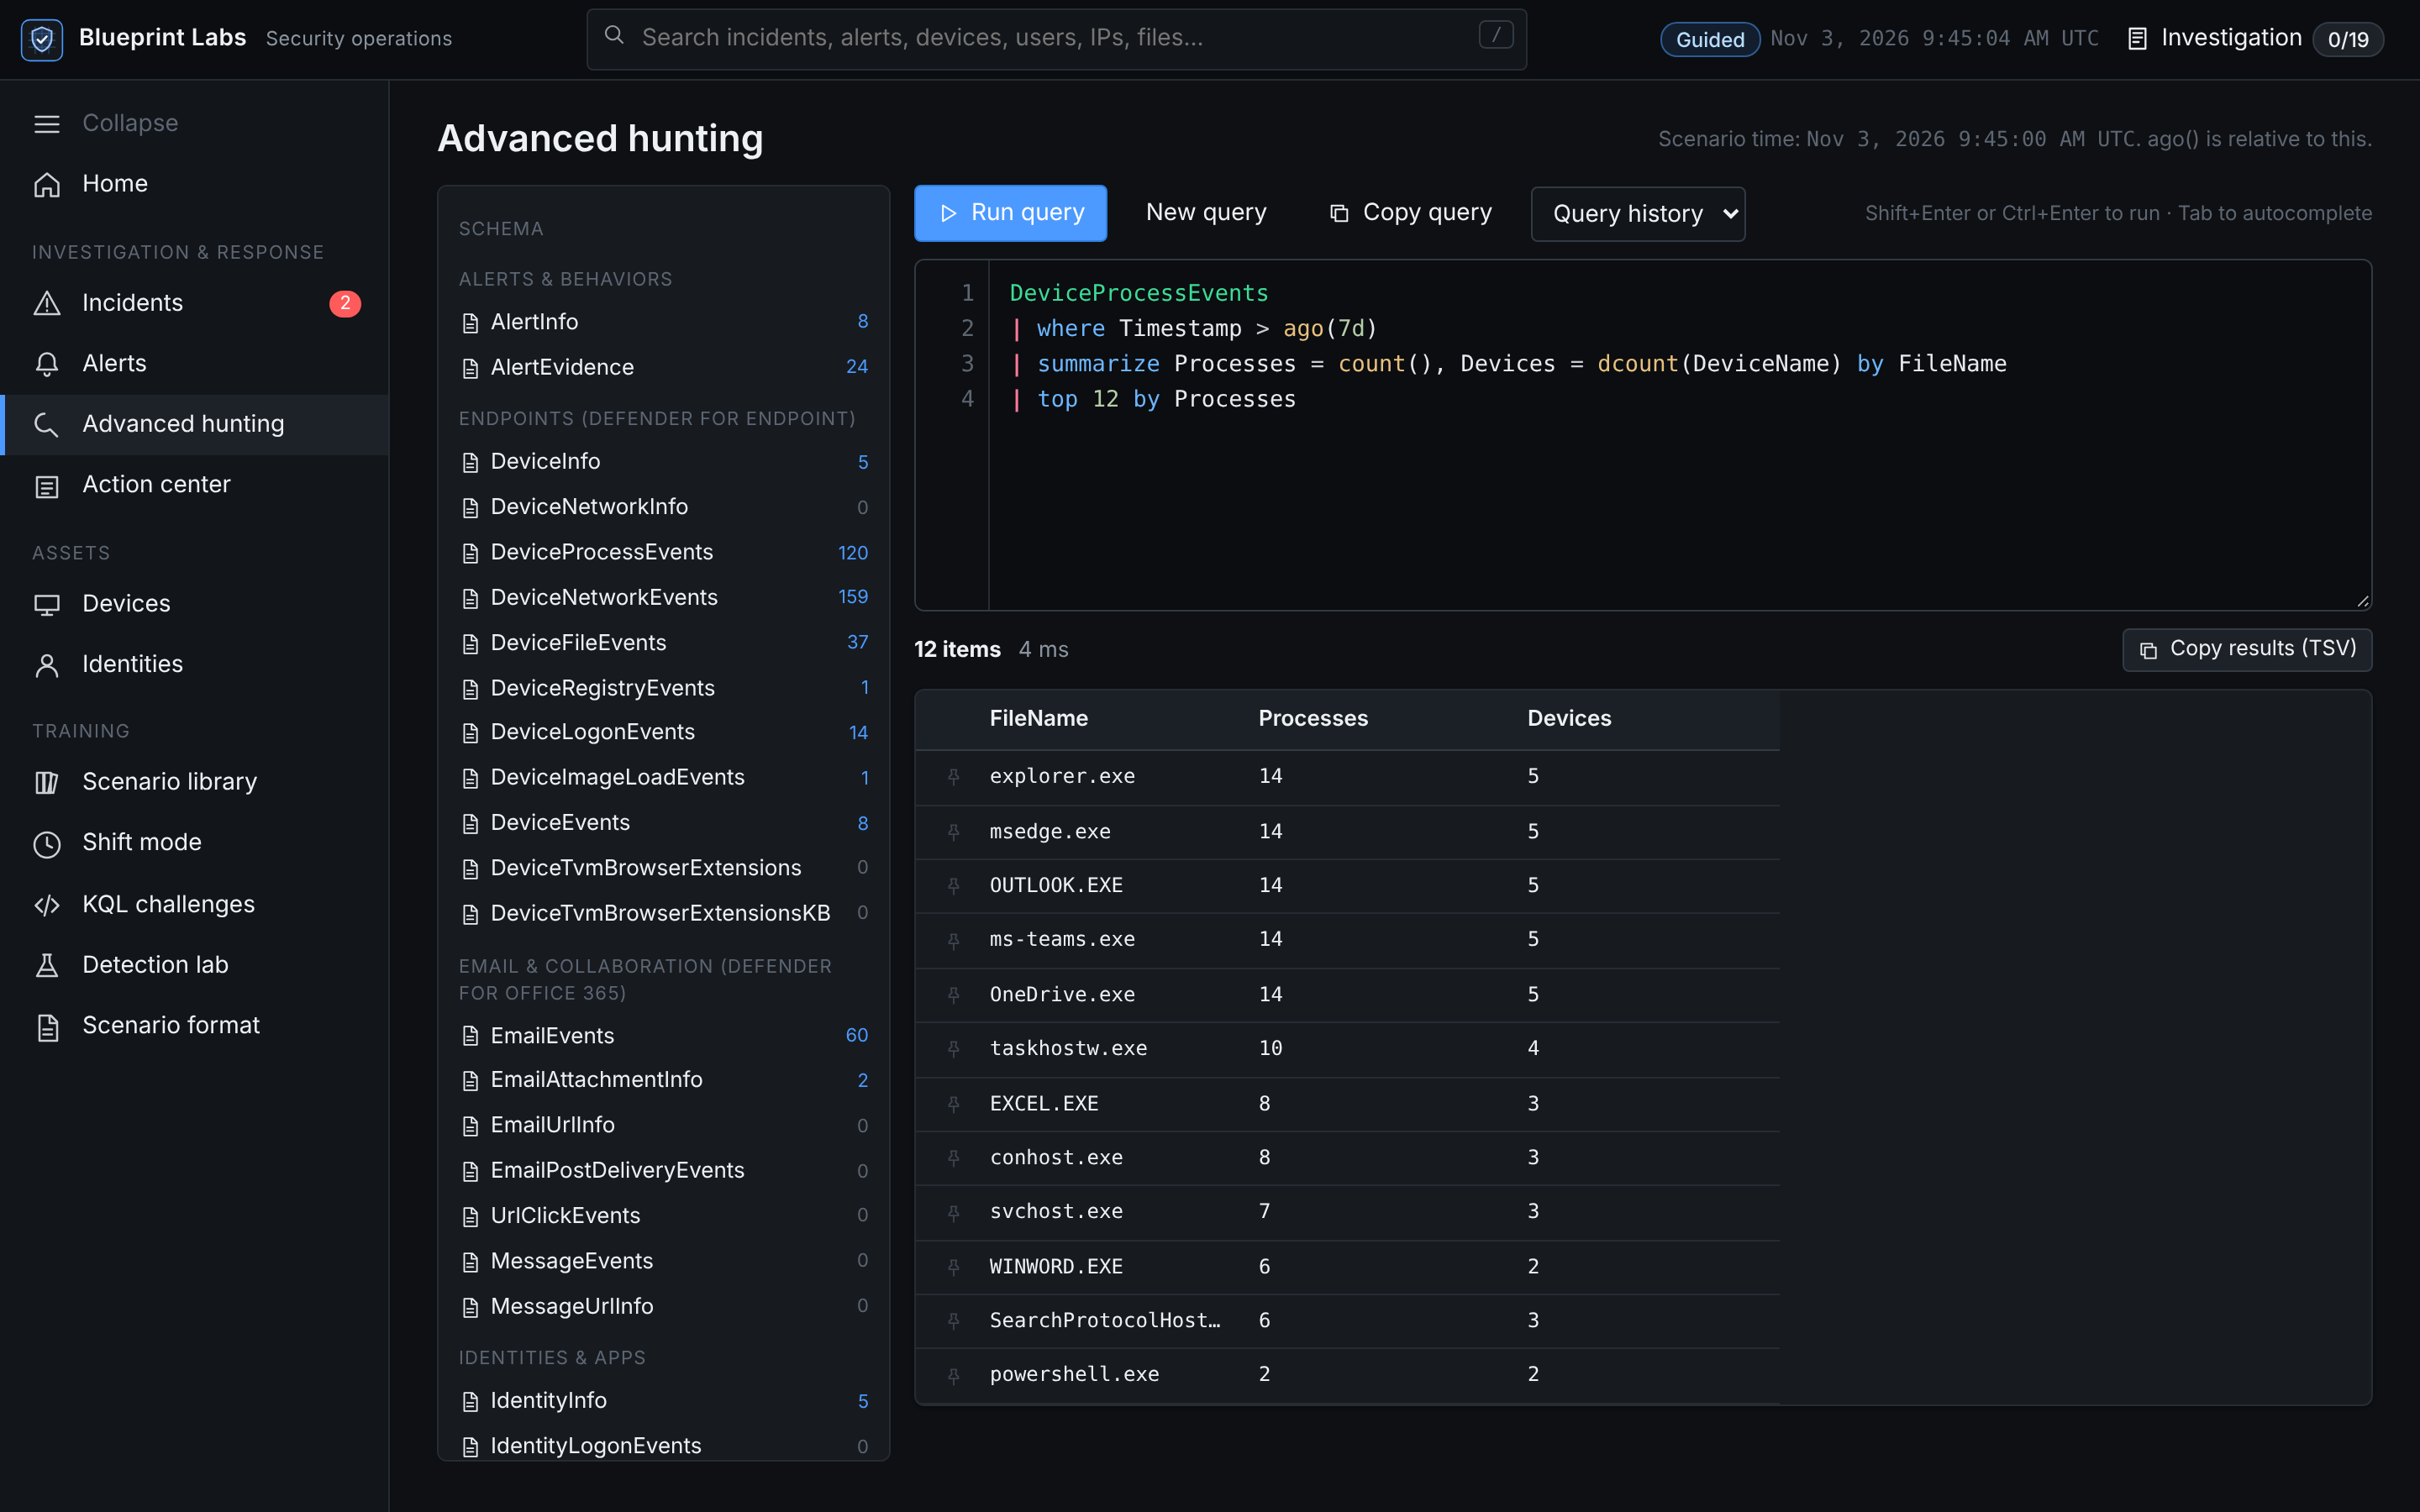 Blueprint Labs Security operations
Search incidents, alerts, devices, users, IPs, files...
/
Guided Nov 3, 2026 9:45:04 AM UTC Investigation 0/19
Collapse
Home
INVESTIGATION & RESPONSE
Incidents 2
Alerts
Advanced hunting
Action center
ASSETS
Devices
Identities
TRAINING
Scenario library
Shift mode
KQL challenges
Detection lab
Scenario format
Advanced hunting
Scenario time: Nov 3, 2026 9:45:00 AM UTC. ago() is relative to this.
SCHEMA
ALERTS & BEHAVIORS
AlertInfo 8
AlertEvidence 24
ENDPOINTS (DEFENDER FOR ENDPOINT)
DeviceInfo 5
DeviceNetworkInfo 0
DeviceProcessEvents 120
DeviceNetworkEvents 159
DeviceFileEvents 37
DeviceRegistryEvents 1
DeviceLogonEvents 14
DeviceImageLoadEvents 1
DeviceEvents 8
DeviceTvmBrowserExtensions 0
DeviceTvmBrowserExtensionsKB 0
EMAIL & COLLABORATION (DEFENDER
FOR OFFICE 365)
EmailEvents 60
EmailAttachmentInfo 2
EmailUrlInfo 0
EmailPostDeliveryEvents 0
UrlClickEvents 0
MessageEvents 0
MessageUrlInfo 0
IDENTITIES & APPS
IdentityInfo 5
IdentityLogonEvents 0
Run query New query Copy query Query history Shift+Enter or Ctrl+Enter to run · Tab to autocomplete
1 DeviceProcessEvents
2 | where Timestamp > ago(7d)
3 | summarize Processes = count(), Devices = dcount(DeviceName) by FileName
4 | top 12 by Processes
12 items 4 ms Copy results (TSV)
FileName Processes Devices
explorer.exe 14 5
msedge.exe 14 5
OUTLOOK.EXE 14 5
ms-teams.exe 14 5
OneDrive.exe 14 5
taskhostw.exe 10 4
EXCEL.EXE 8 3
conhost.exe 8 3
svchost.exe 7 3
WINWORD.EXE 6 2
SearchProtocolHost… 6 3
powershell.exe 2 2